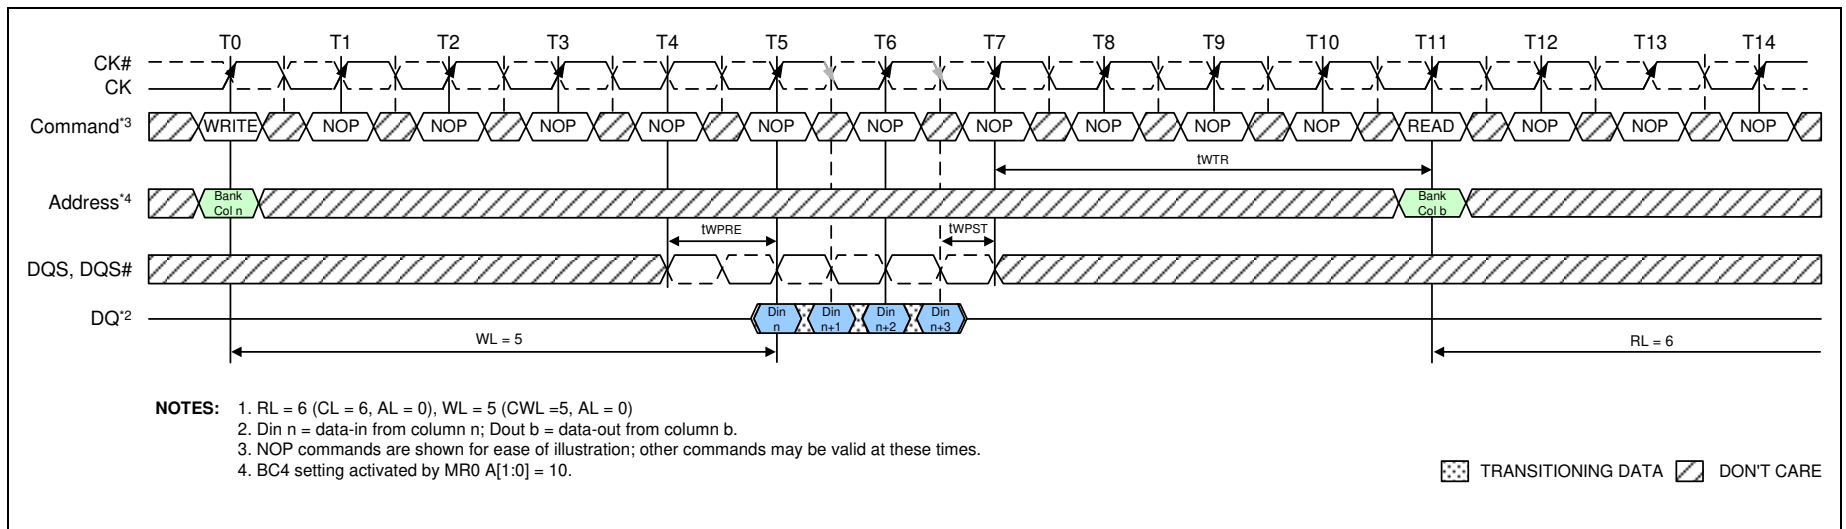 T0 T1 T2 T3 T4 T5 T6 T7 T8 T9 T10 T11 T12 T13 T14
CK#
CK
Command*3 WRITE NOP NOP NOP NOP NOP NOP NOP NOP NOP NOP READ NOP NOP NOP
tWTR
Address*4 Bank Col n Bank Col b
tWPRE tWPST
DQS, DQS#
DQ*2 Din n Din n+1 Din n+2 Din n+3
WL = 5 RL = 6
NOTES: 1. RL = 6 (CL = 6, AL = 0), WL = 5 (CWL =5, AL = 0)
2. Din n = data-in from column n; Dout b = data-out from column b.
3. NOP commands are shown for ease of illustration; other commands may be valid at these times.
4. BC4 setting activated by MR0 A[1:0] = 10.
TRANSITIONING DATA DON'T CARE